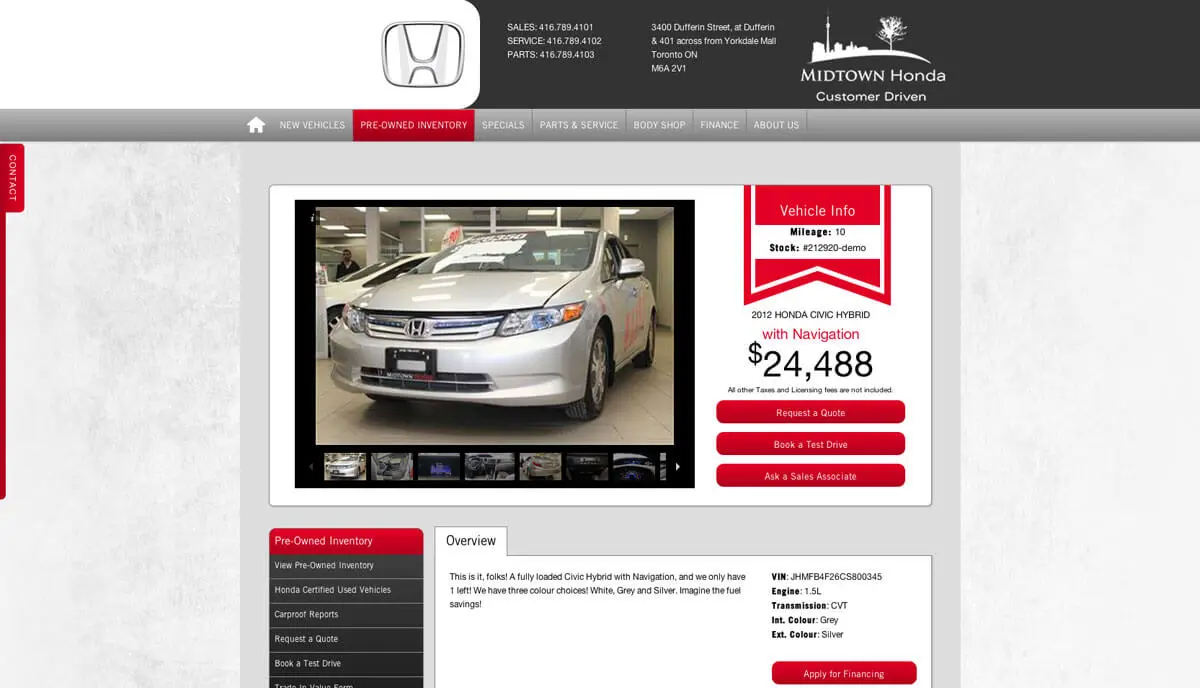 SALES: 416.789.4101
SERVICE: 416.789.4102
PARTS: 416.789.4103
3400 Dufferin Street, at Dufferin
& 401 across from Yorkdale Mall
Toronto ON
M6A 2V1
MIDTOWN Honda
Customer Driven
NEW VEHICLES
PRE-OWNED INVENTORY
SPECIALS
PARTS & SERVICE
BODY SHOP
FINANCE
ABOUT US
CONTACT
i
MIDTOWN HONDA
Vehicle Info
Mileage: 10
Stock: #212920-demo
2012 HONDA CIVIC HYBRID
with Navigation
$24,488
All other Taxes and Licensing fees are not included.
Request a Quote
Book a Test Drive
Ask a Sales Associate
Pre-Owned Inventory
View Pre-Owned Inventory
Honda Certified Used Vehicles
Carproof Reports
Request a Quote
Book a Test Drive
Trade In Value Form
Overview
This is it, folks! A fully loaded Civic Hybrid with Navigation, and we only have
1 left! We have three colour choices! White, Grey and Silver. Imagine the fuel
savings!
VIN: JHMFB4F26CS800345
Engine: 1.5L
Transmission: CVT
Int. Colour: Grey
Ext. Colour: Silver
Apply for Financing